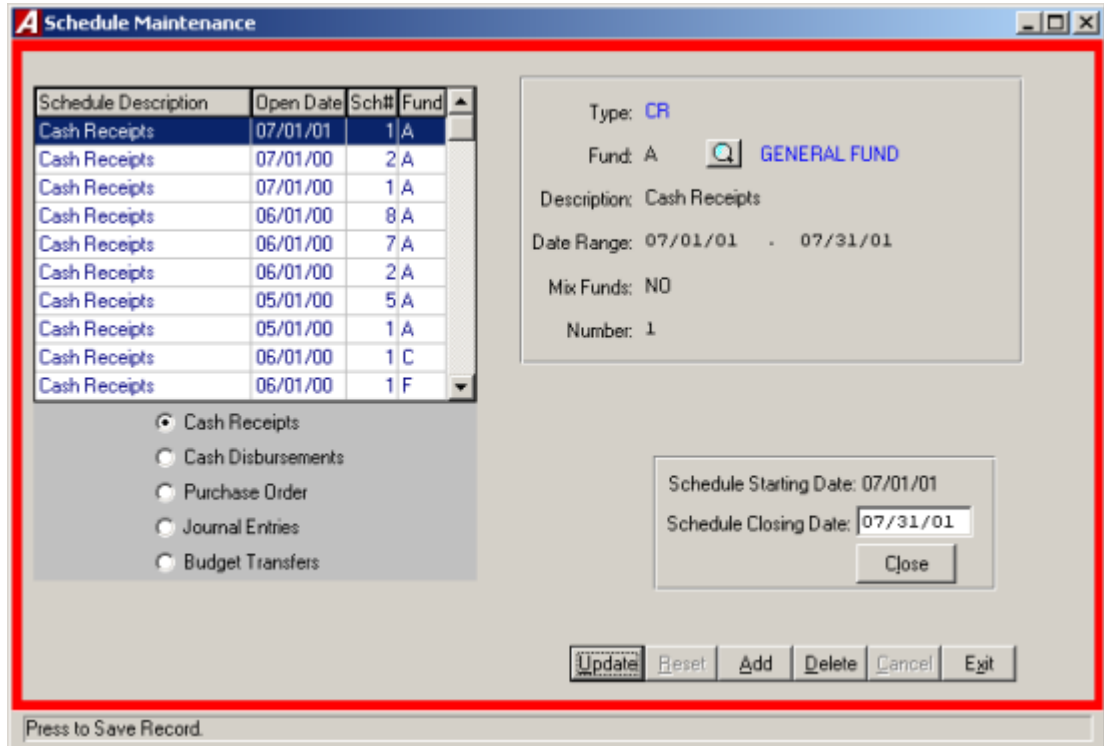 Schedule Maintenance
Schedule Description Open Date Sch# Fund
Cash Receipts 07/01/01 1 A
Cash Receipts 07/01/00 2 A
Cash Receipts 07/01/00 1 A
Cash Receipts 06/01/00 8 A
Cash Receipts 06/01/00 7 A
Cash Receipts 06/01/00 2 A
Cash Receipts 05/01/00 5 A
Cash Receipts 05/01/00 1 A
Cash Receipts 06/01/00 1 C
Cash Receipts 06/01/00 1 F
Cash Receipts
Cash Disbursements
Purchase Order
Journal Entries
Budget Transfers
Type: CR
Fund: A GENERAL FUND
Description: Cash Receipts
Date Range: 07/01/01 - 07/31/01
Mix Funds: NO
Number: 1
Schedule Starting Date: 07/01/01
Schedule Closing Date: 07/31/01
Close
Update Reset Add Delete Cancel Exit
Press to Save Record.